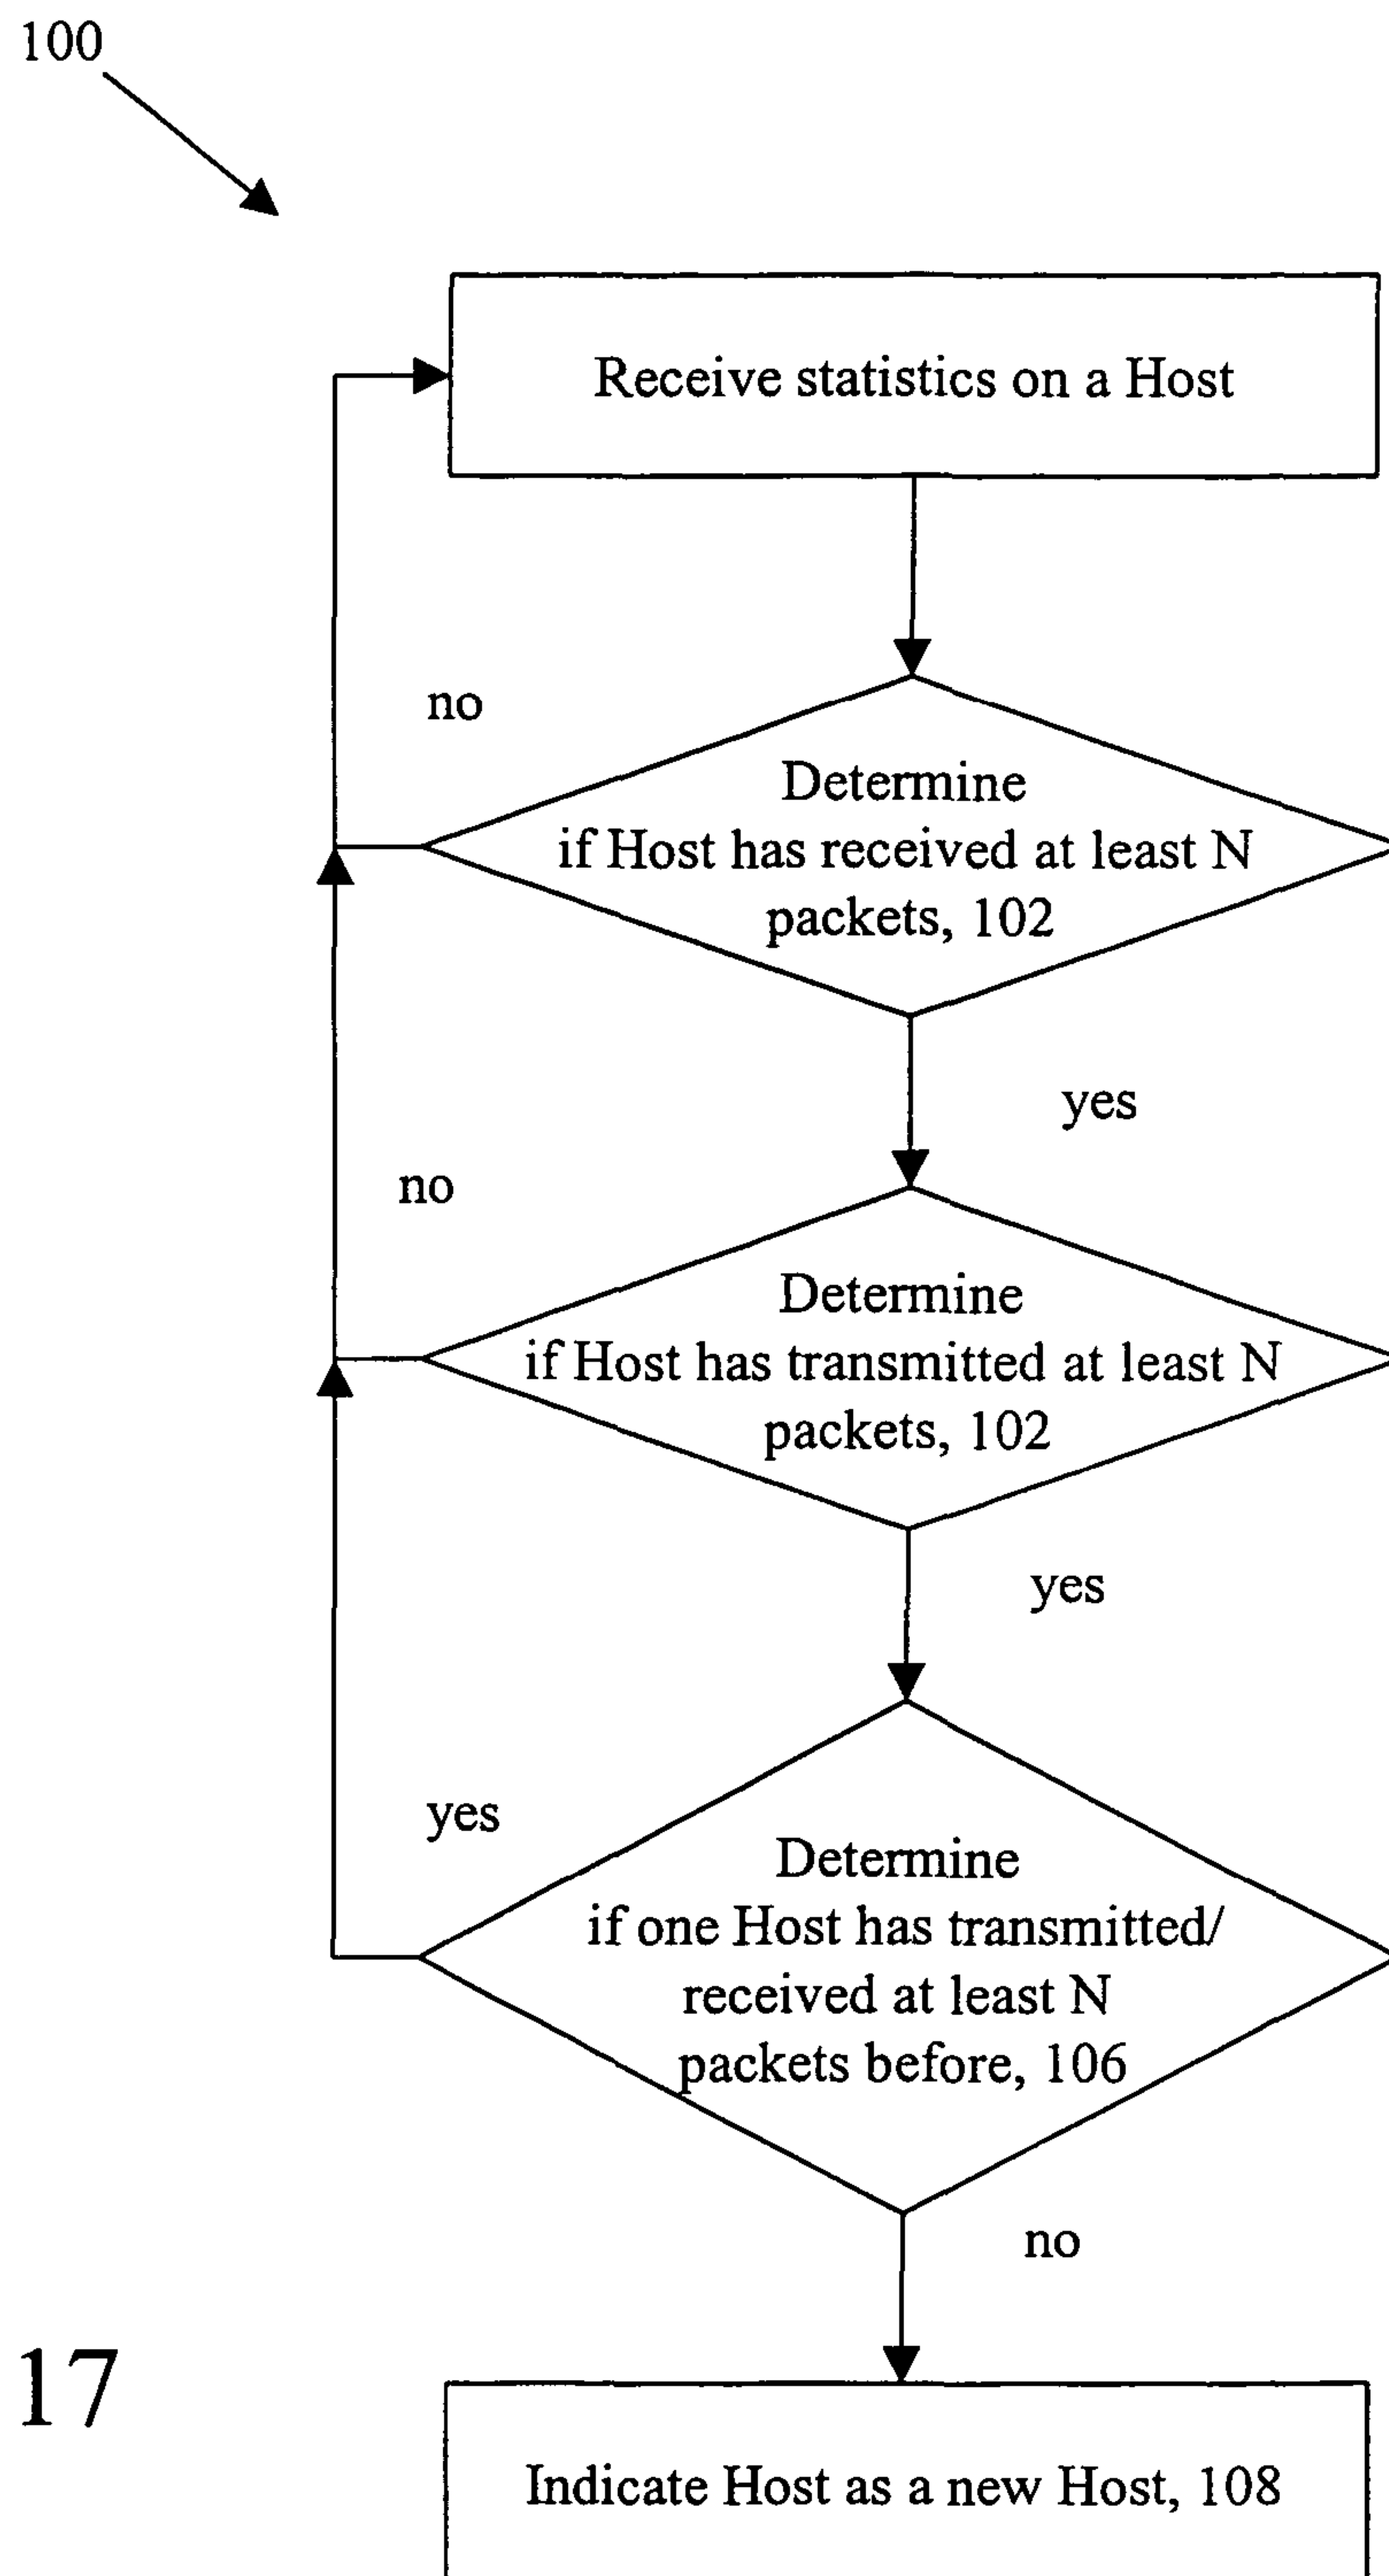 100
Receive statistics on a Host
no
Determine
if Host has received at least N
packets, 102
yes
no
Determine
if Host has transmitted at least N
packets, 102
yes
yes
Determine
if one Host has transmitted/
received at least N
packets before, 106
no
17
Indicate Host as a new Host, 108